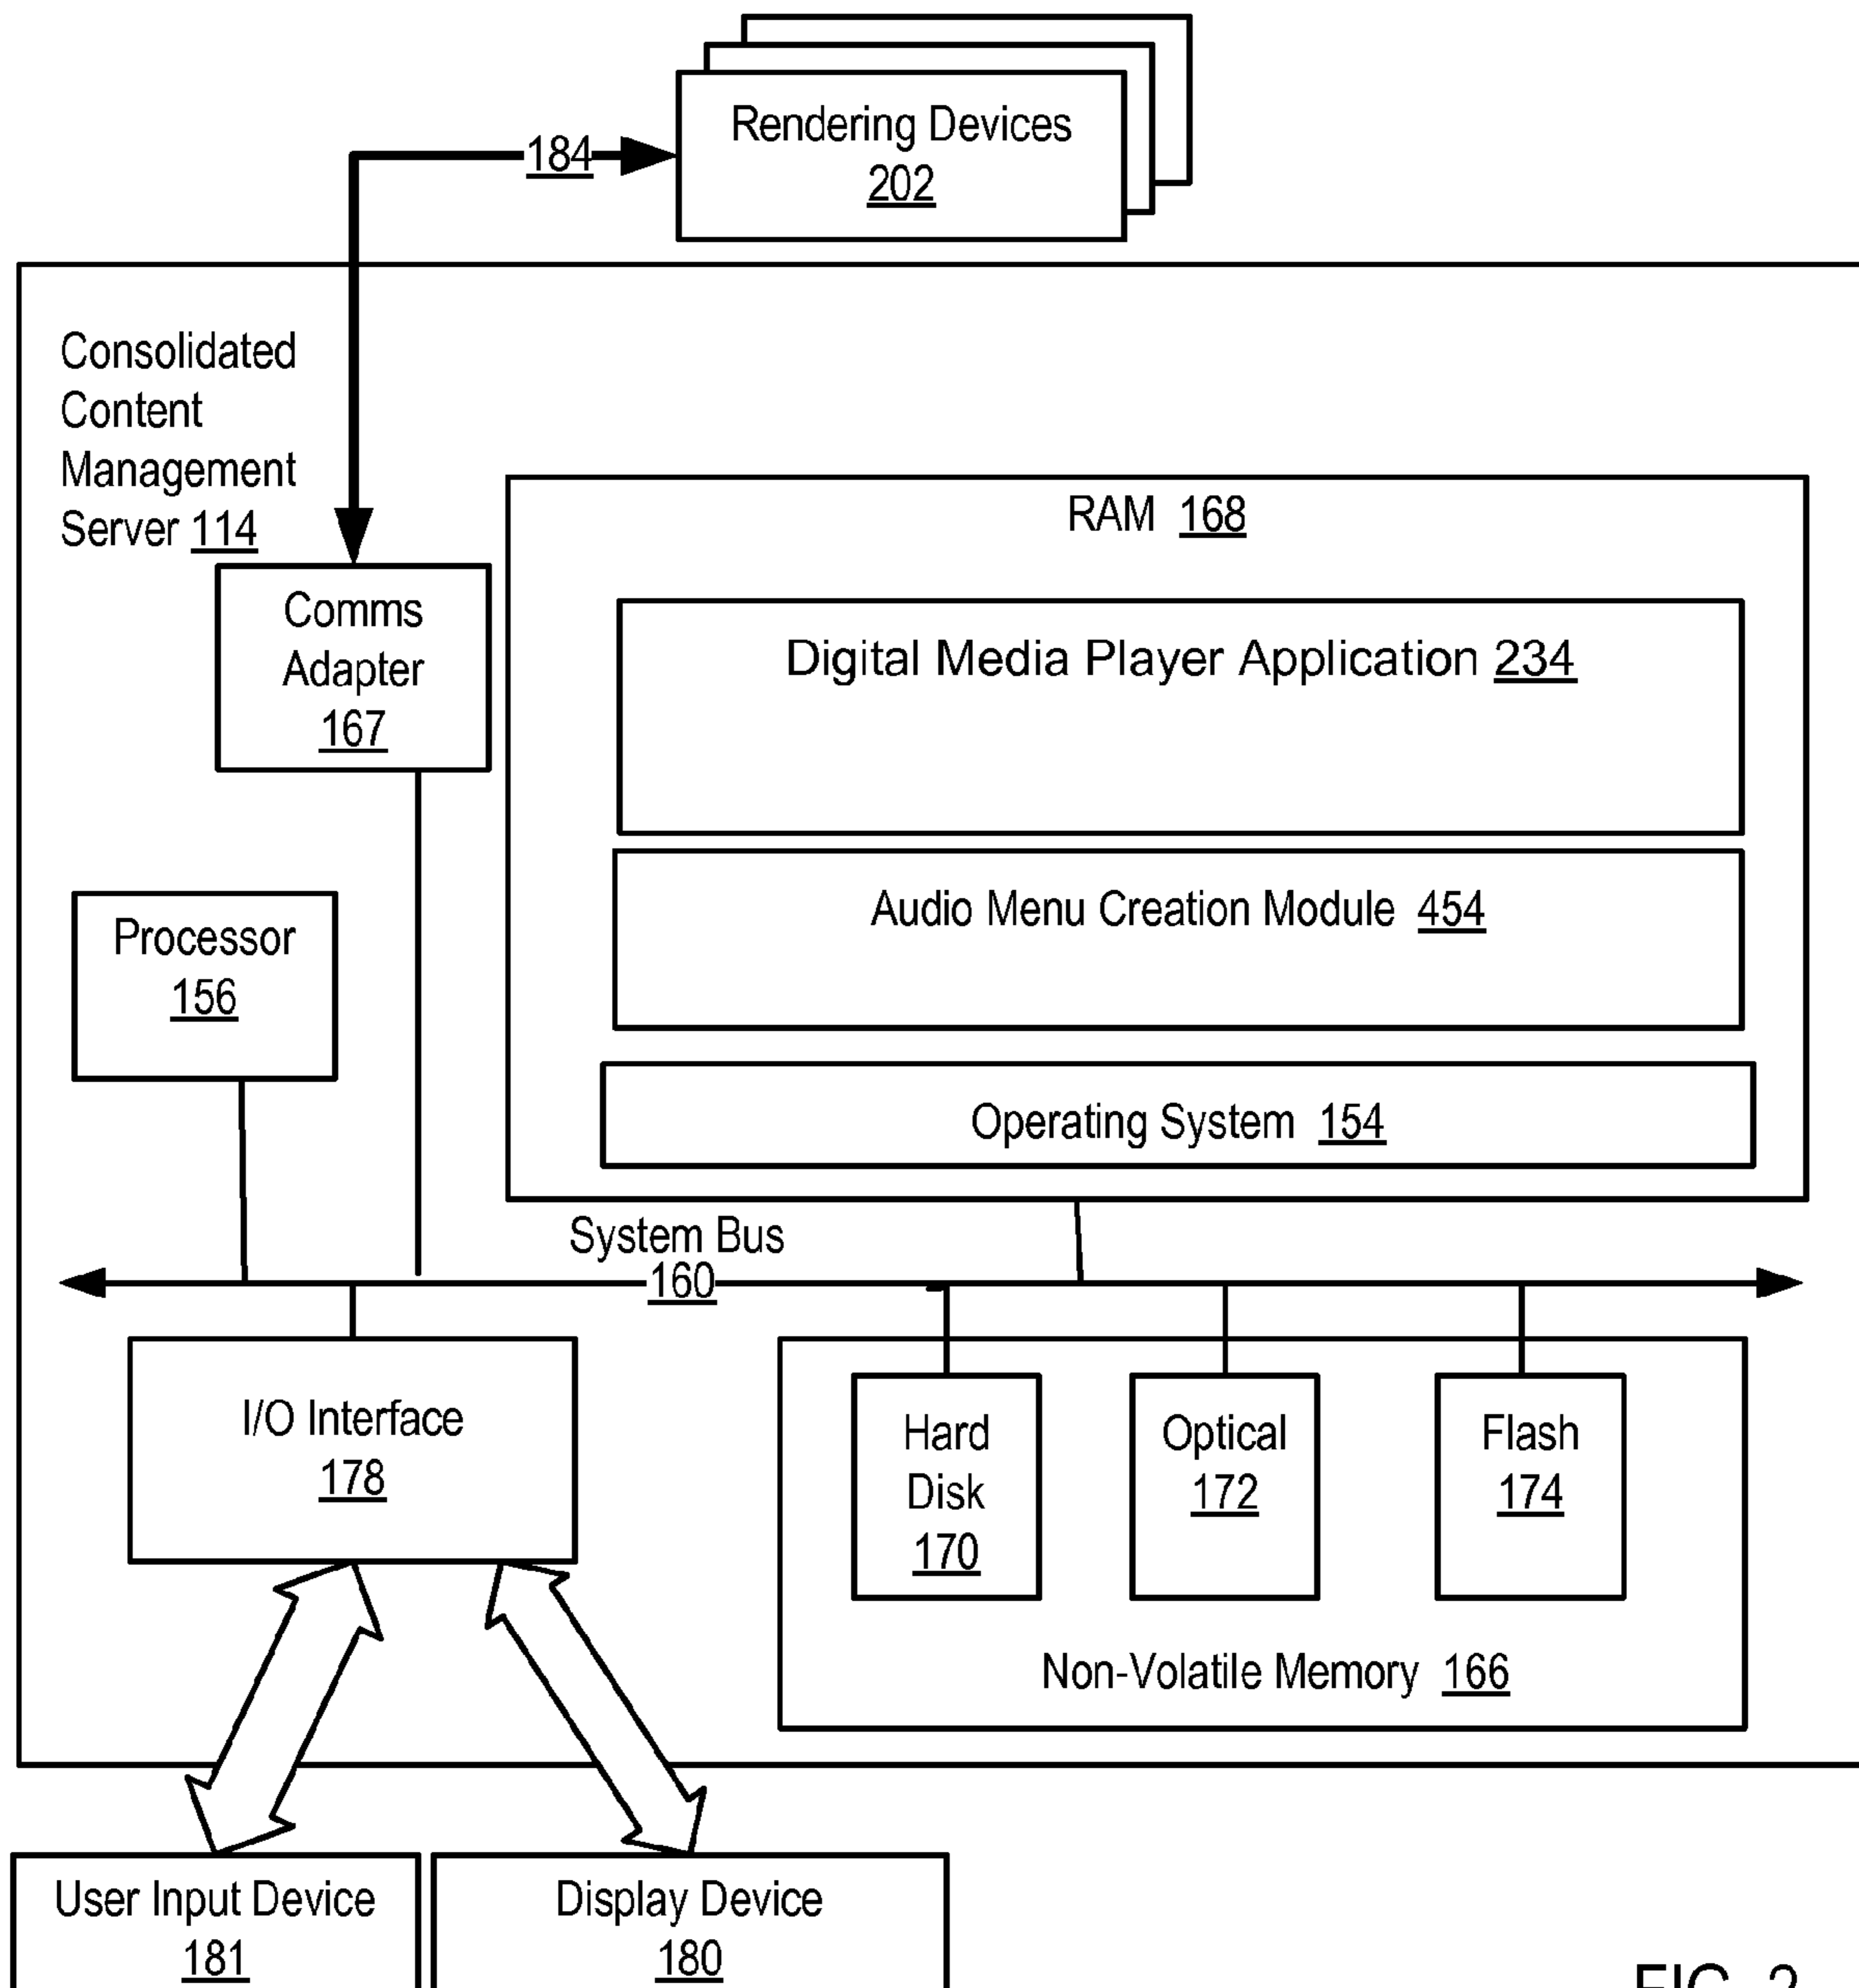 Rendering Devices
202
184
Consolidated
Content
Management
Server 114
RAM 168
Comms
Adapter
167
Digital Media Player Application 234
Audio Menu Creation Module 454
Processor
156
Operating System 154
System Bus
160
I/O Interface
178
Hard
Disk
170
Optical
172
Flash
174
Non-Volatile Memory 166
User Input Device
181
Display Device
180
FIG. 2